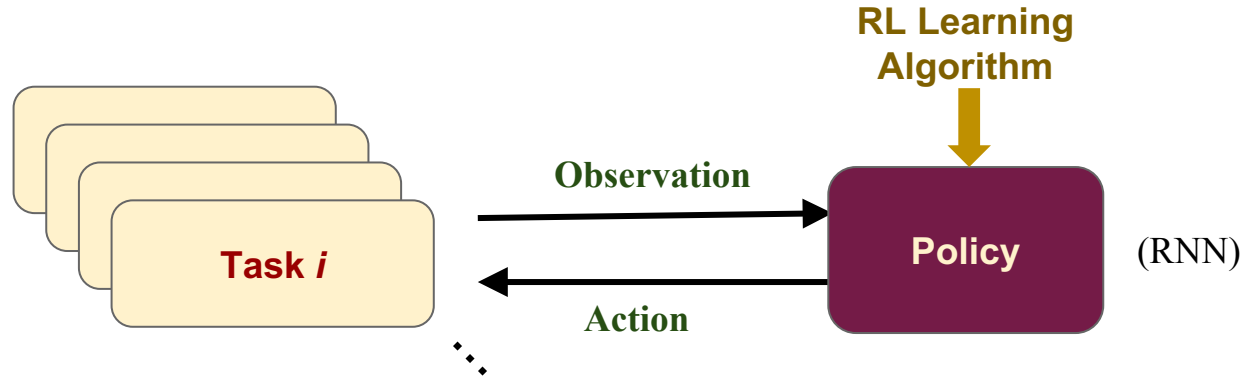 RL Learning
Algorithm
Observation
Task i
Policy
(RNN)
Action